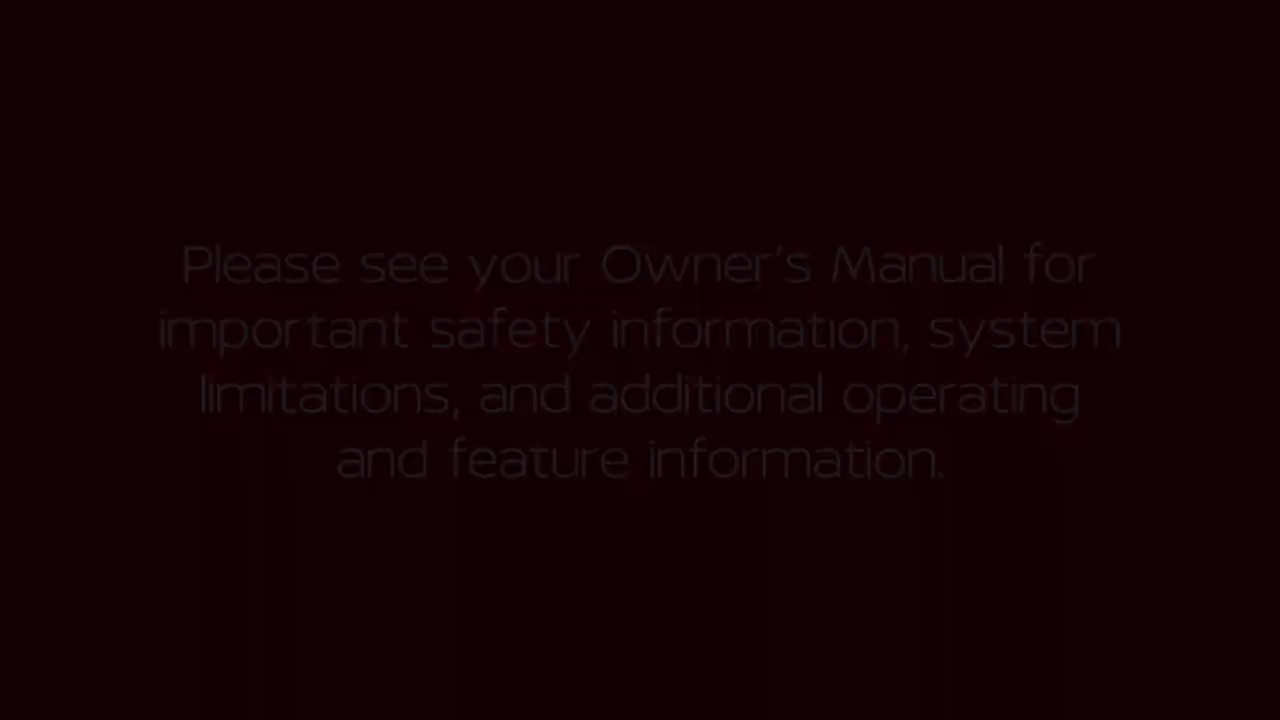 Please see your Owner's Manual for
important safety information, system
limitations, and additional operating
and feature information.